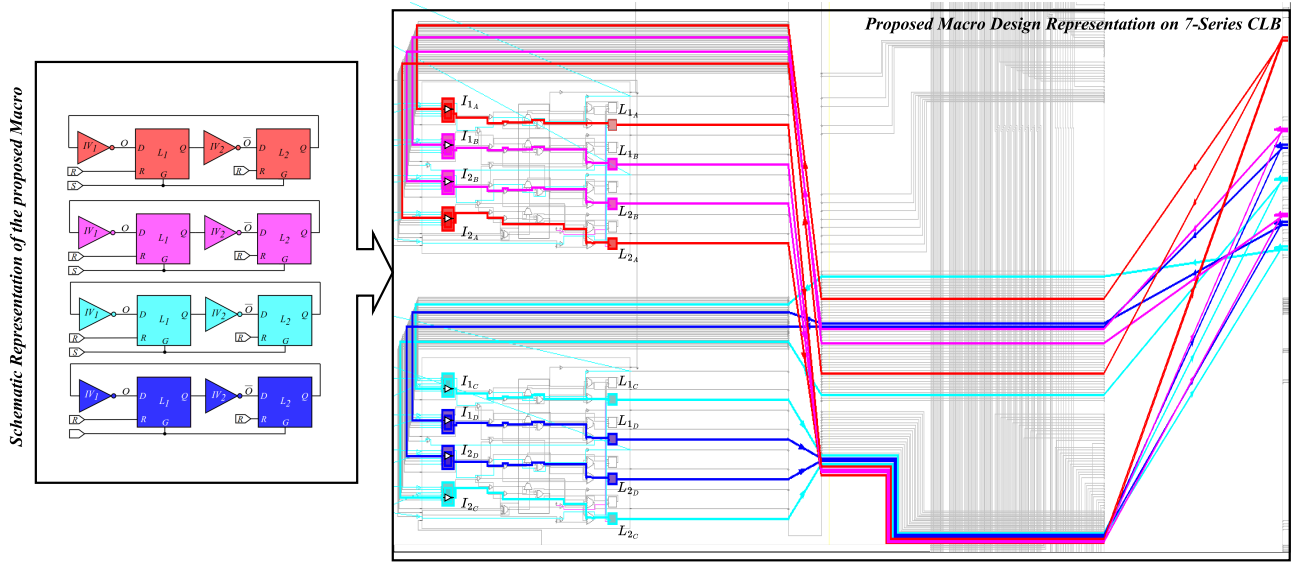 Proposed Macro Design Representation on 7-Series CLB
Schematic Representation of the proposed Macro
IV1 O D L1 Q IV2 O̅ D Q L2
R R G R G
S
IV1 O D L1 Q IV2 O̅ D Q L2
R R G R G
S
IV1 O D L1 Q IV2 O̅ D Q L2
R R G R G
S
IV1 O D L1 Q IV2 O̅ D Q L2
R R G R G
I1A L1A
I1B L1B
I2B L2B
I2A L2A
I1C L1C
I1D L1D
I2D L2D
I2C L2C